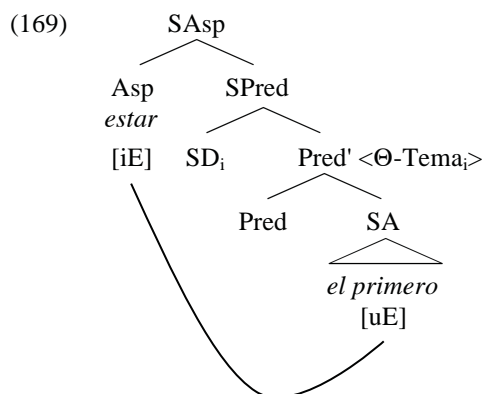 (169) SAsp
Asp SPred
estar
[iE] SDi Pred' <Θ-Temai>
Pred SA
el primero
[uE]